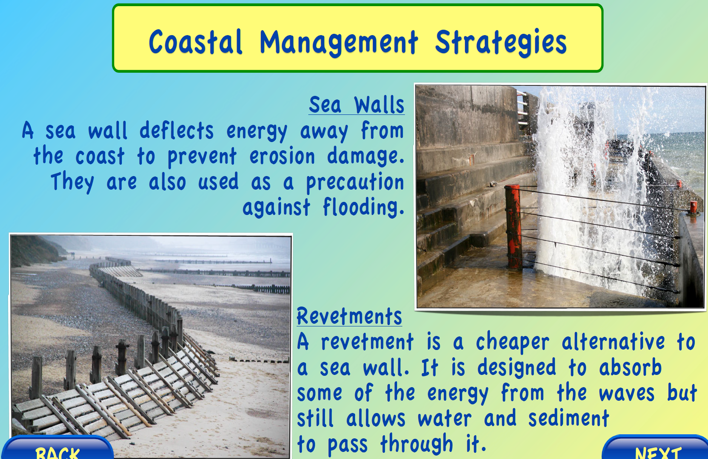 Coastal Management Strategies
Sea Walls
A sea wall deflects energy away from
the coast to prevent erosion damage.
They are also used as a precaution
against flooding.
Revetments
A revetment is a cheaper alternative to
a sea wall. It is designed to absorb
some of the energy from the waves but
still allows water and sediment
to pass through it.
BACK
NEXT